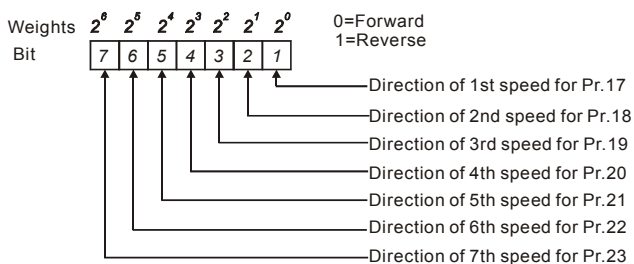 Weights 2⁶ 2⁵ 2⁴ 2³ 2² 2¹ 2⁰ 0=Forward
1=Reverse
Bit 7 6 5 4 3 2 1
Direction of 1st speed for Pr.17
Direction of 2nd speed for Pr.18
Direction of 3rd speed for Pr.19
Direction of 4th speed for Pr.20
Direction of 5th speed for Pr.21
Direction of 6th speed for Pr.22
Direction of 7th speed for Pr.23